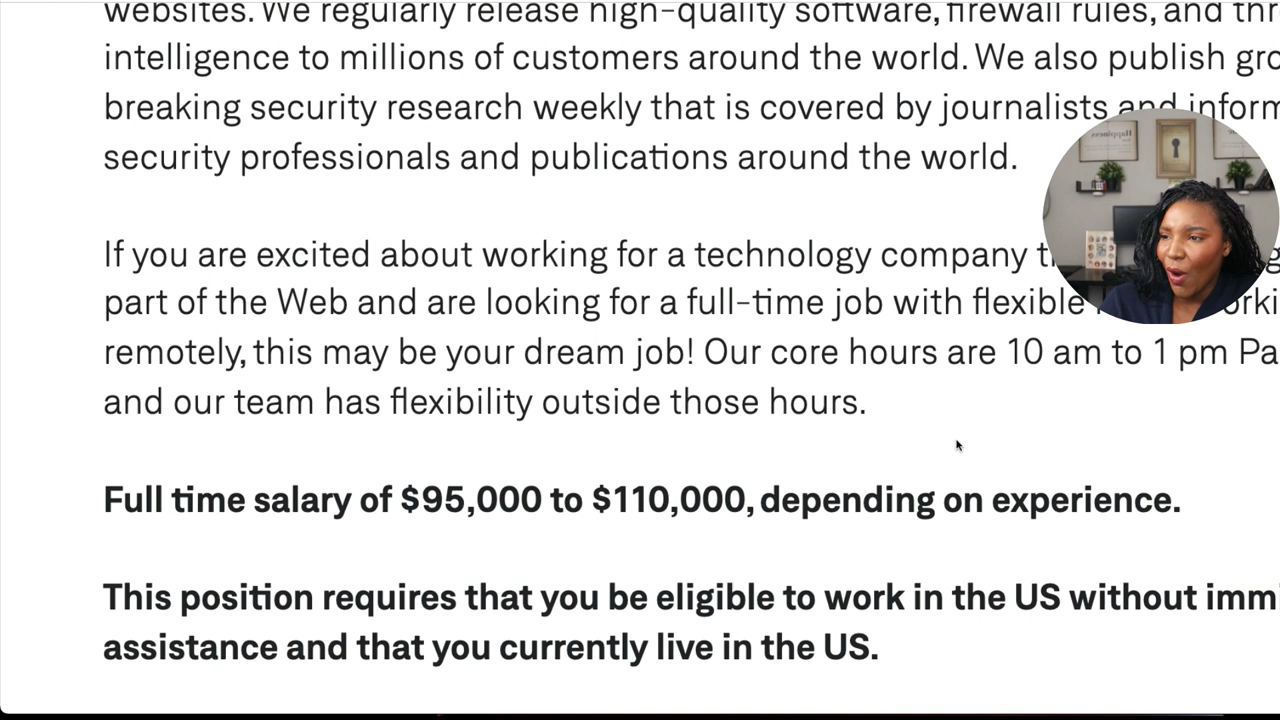 websites. We regularly release high-quality software, firewall rules, and
intelligence to millions of customers around the world. We also publish
breaking security research weekly that is covered by journalists and
security professionals and publications around the world.
If you are excited about working for a technology company
part of the Web and are looking for a full-time job with flexible
remotely, this may be your dream job! Our core hours are 10 am to 1 pm
and our team has flexibility outside those hours.
Full time salary of $95,000 to $110,000, depending on experience.
This position requires that you be eligible to work in the US without
assistance and that you currently live in the US.
Happiness